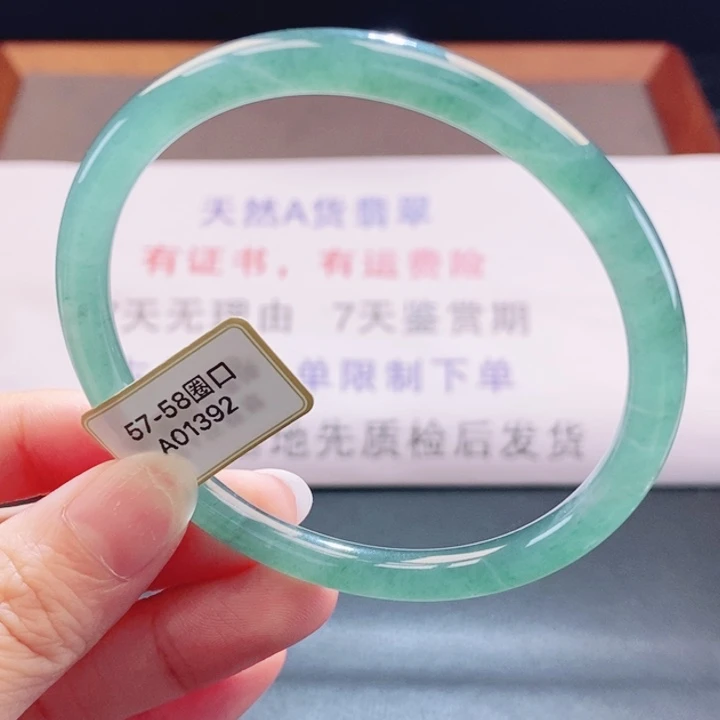 天然A货翡翠
有证书，有运费险
7天无理由 7天鉴赏期
单限制下单
地先质检后发货
57-58圈口
A01392